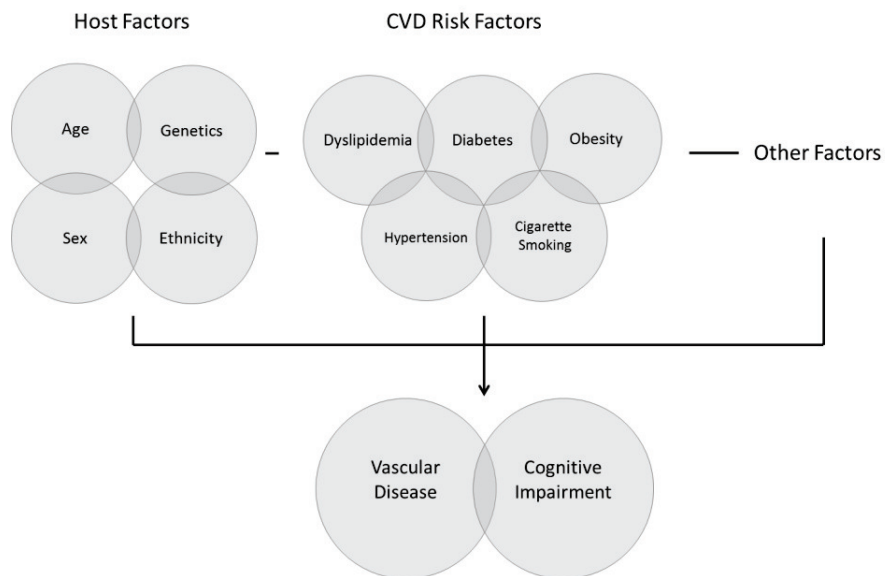 Host Factors
CVD Risk Factors
Age
Genetics
Sex
Ethnicity
Dyslipidemia
Diabetes
Obesity
Hypertension
Cigarette
Smoking
Other Factors
Vascular
Disease
Cognitive
Impairment